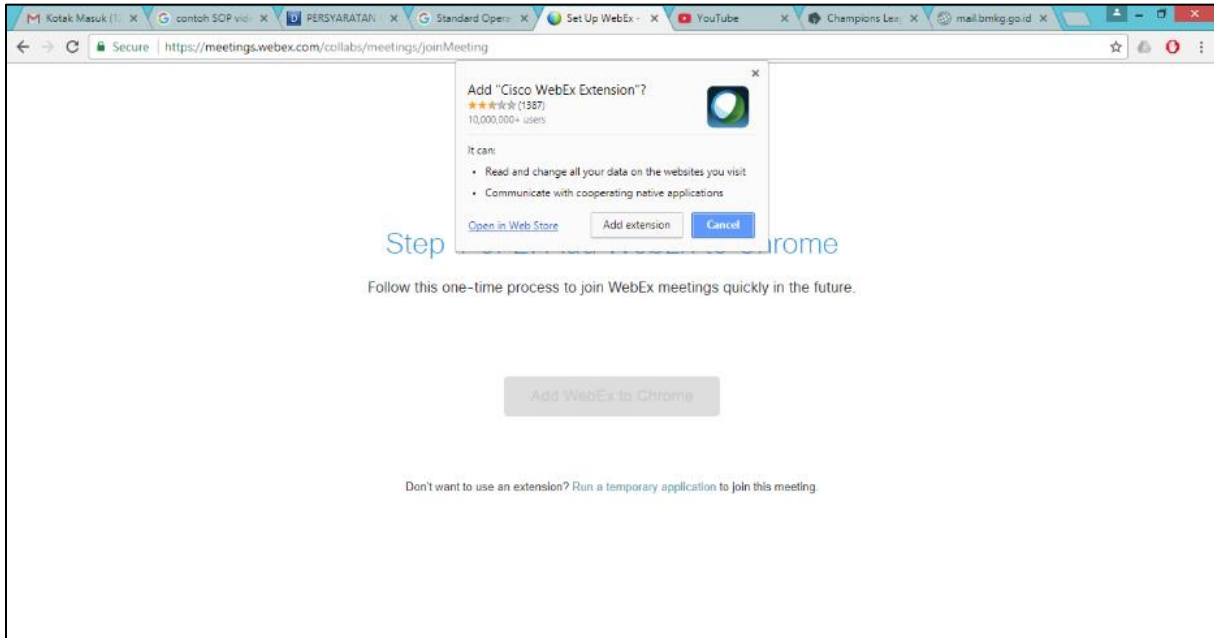 Kotak Masuk (1
contoh SOP vid
PERSYARATAN
Standard Oper
Set Up WebEx -
YouTube
Champions Lea
mail.bmkg.go.id
Secure
https://meetings.webex.com/collabs/meetings/joinMeeting
Add "Cisco WebEx Extension"?
(1387)
10,000,000+ users
It can:
• Read and change all your data on the websites you visit
• Communicate with cooperating native applications
Open in Web Store
Add extension
Cancel
Step
Chrome
Follow this one-time process to join WebEx meetings quickly in the future.
Add WebEx to Chrome
Don't want to use an extension? Run a temporary application to join this meeting.